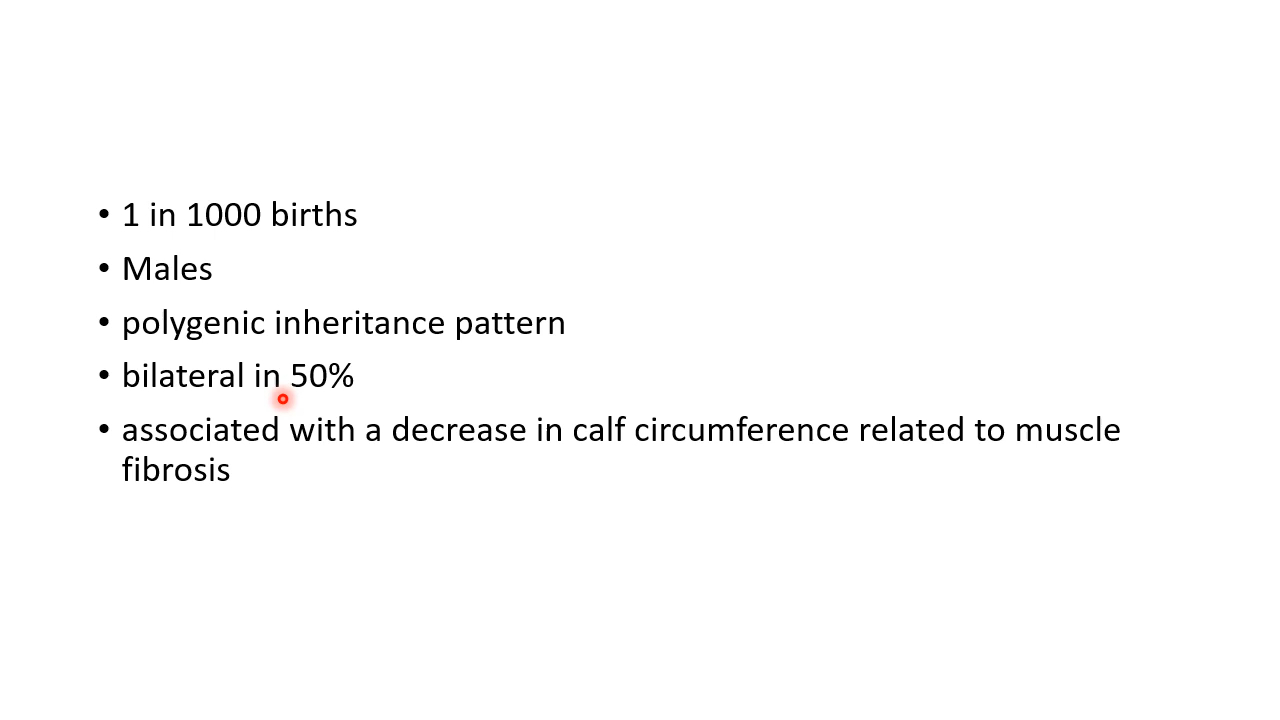 • 1 in 1000 births
• Males
• polygenic inheritance pattern
• bilateral in 50%
• associated with a decrease in calf circumference related to muscle
fibrosis